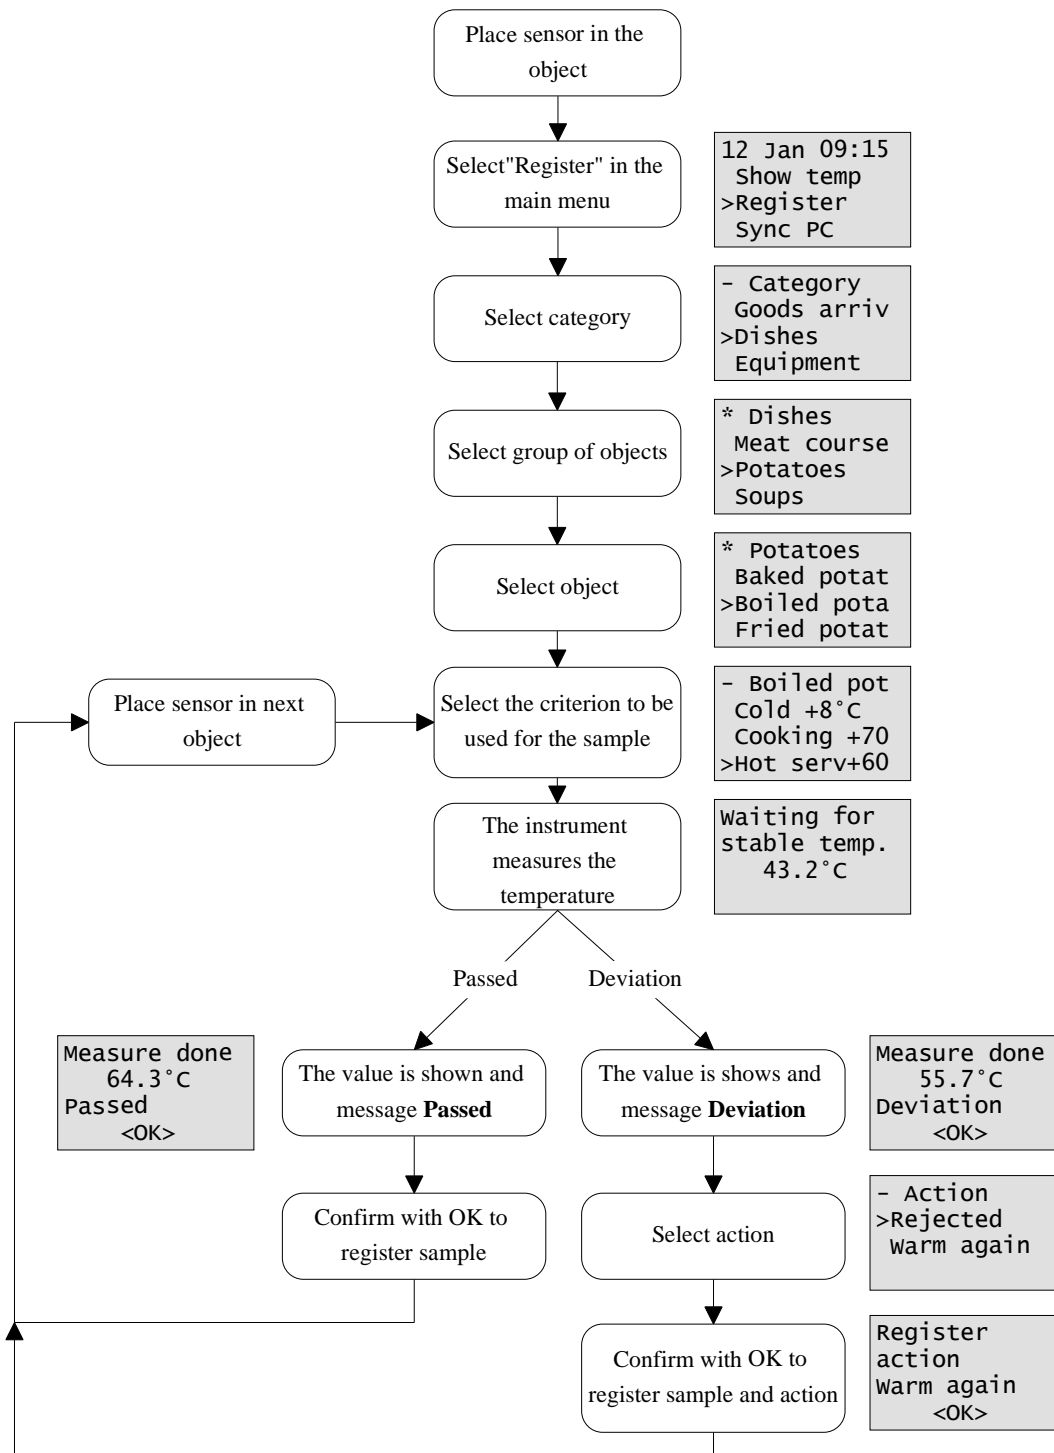 Place sensor in the
object
Select"Register" in the
main menu
12 Jan 09:15
Show temp
>Register
Sync PC
Select category
- Category
Goods arriv
>Dishes
Equipment
Select group of objects
* Dishes
Meat course
>Potatoes
Soups
Select object
* Potatoes
Baked potat
>Boiled pota
Fried potat
Place sensor in next
object
Select the criterion to be
used for the sample
- Boiled pot
Cold +8°C
Cooking +70
>Hot serv+60
The instrument
measures the
temperature
Waiting for
stable temp.
43.2°C
Passed
Deviation
Measure done
64.3°C
Passed
<OK>
The value is shown and
message Passed
The value is shows and
message Deviation
Measure done
55.7°C
Deviation
<OK>
Confirm with OK to
register sample
Select action
- Action
>Rejected
Warm again
Confirm with OK to
register sample and action
Register
action
Warm again
<OK>